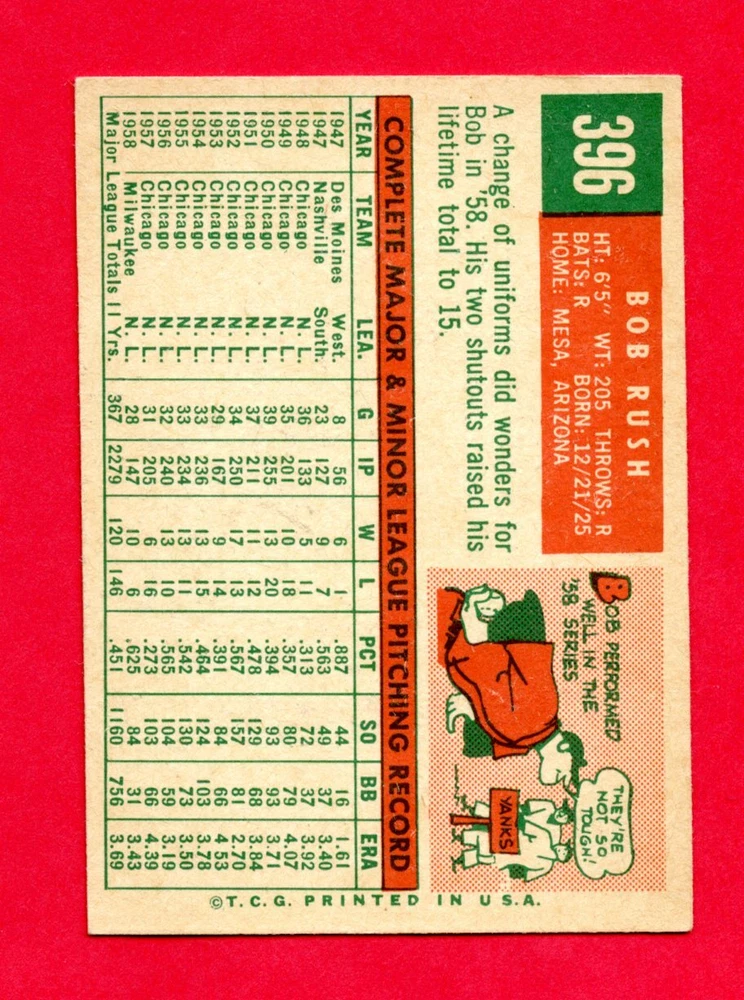 396
BOB RUSH
HT: 6'5" WT: 205 THROWS: R
BATS: R BORN: 12/21/25
HOME: MESA, ARIZONA
A change of uniforms did wonders for
Bob in '58. His two shutouts raised his
lifetime total to 15.
BOB PERFORMED
WELL IN THE
'58 SERIES
THEY'RE
NOT SO
TOUGH!
YANKS
COMPLETE MAJOR & MINOR LEAGUE PITCHING RECORD
YEAR TEAM LEA. G IP W L PCT SO BB ERA
1947 Des Moines West. 8 56 6 1 .887 44 16 1.61
1947 Nashville South. 23 127 9 7 .563 49 37 3.40
1948 Chicago N. L. 36 133 5 11 .313 72 37 3.92
1949 Chicago N. L. 35 201 10 18 .357 80 79 4.07
1950 Chicago N. L. 39 255 13 20 .394 93 93 3.71
1951 Chicago N. L. 37 211 11 12 .478 129 68 3.84
1952 Chicago N. L. 34 250 17 13 .567 157 81 2.70
1953 Chicago N. L. 29 167 9 14 .391 84 66 4.53
1954 Chicago N. L. 33 236 13 15 .464 124 103 3.78
1955 Chicago N. L. 33 234 13 11 .542 130 73 3.50
1956 Chicago N. L. 32 240 13 10 .565 104 59 3.19
1957 Chicago N. L. 31 205 6 16 .273 103 66 4.39
1958 Milwaukee N. L. 28 147 10 6 .625 84 31 3.43
Major League Totals 11 Yrs. 367 2279 120 146 .451 1160 756 3.69
©T.C.G. PRINTED IN U.S.A.